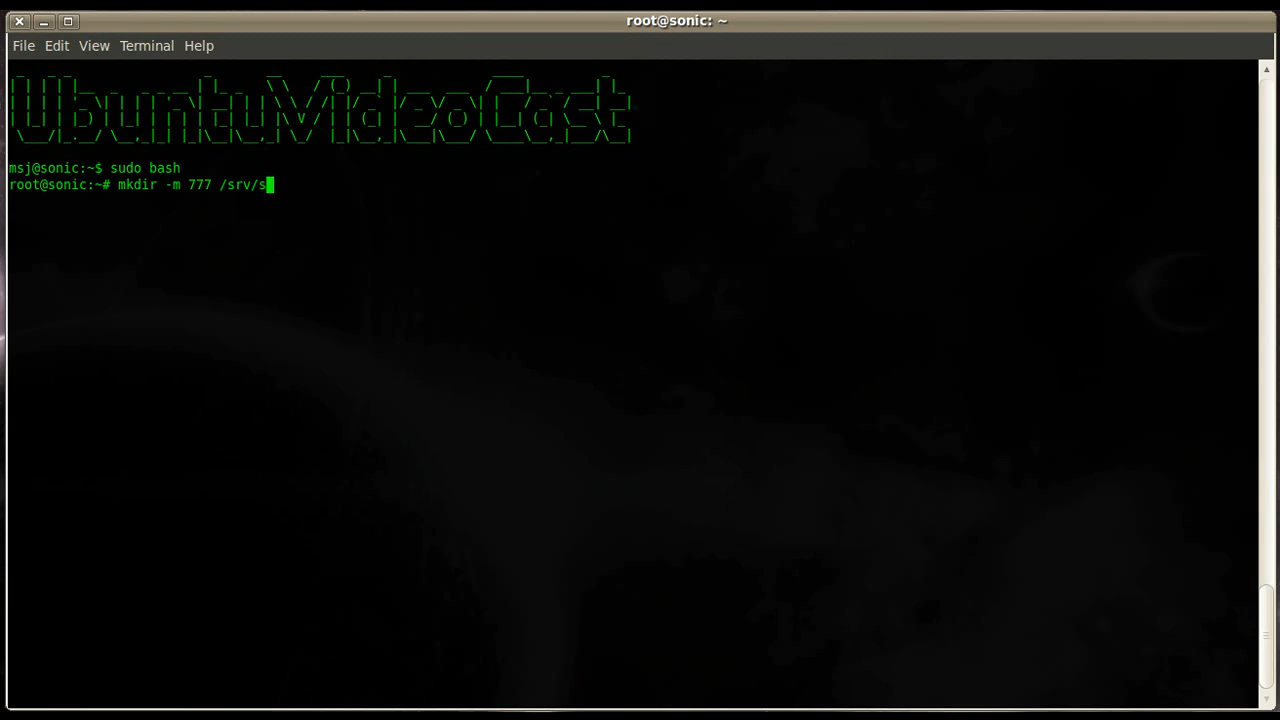 root@sonic: ~
File Edit View Terminal Help
UbuntuVideoCast
msj@sonic:~$ sudo bash
root@sonic:~# mkdir -m 777 /srv/s